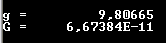 g = 9,80665
G = 6,67384E-11